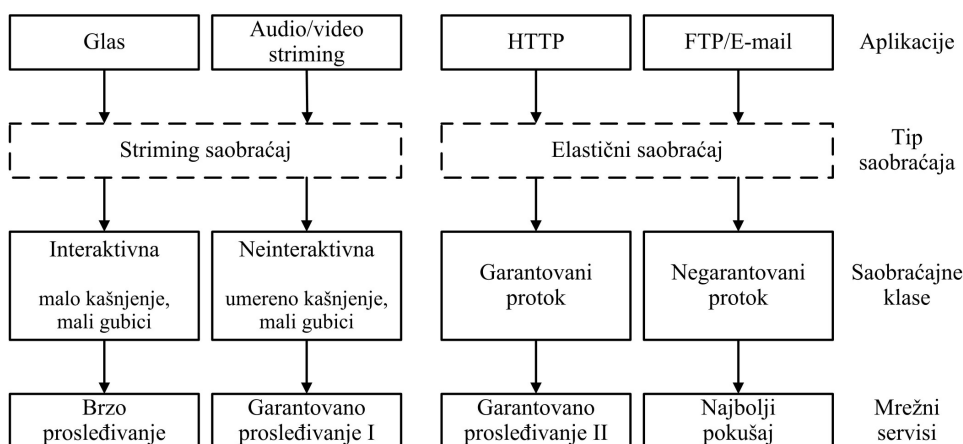 Glas
Audio/video
striming
HTTP
FTP/E-mail
Aplikacije
Striming saobraćaj
Elastični saobraćaj
Tip
saobraćaja
Interaktivna
malo kašnjenje,
mali gubici
Neinteraktivna
umereno kašnjenje,
mali gubici
Garantovani
protok
Negarantovani
protok
Saobraćajne
klase
Brzo
prosleđivanje
Garantovano
prosleđivanje I
Garantovano
prosleđivanje II
Najbolji
pokušaj
Mrežni
servisi